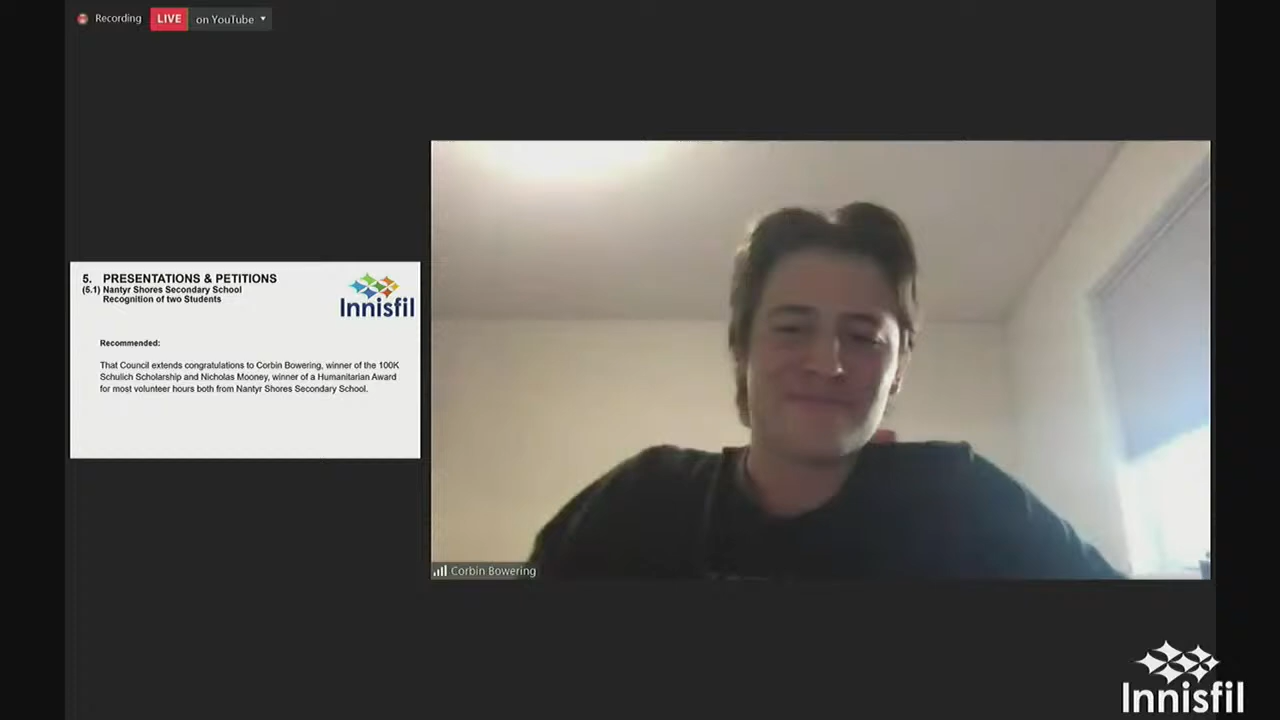 Recording
LIVE on YouTube
5. PRESENTATIONS & PETITIONS
(5.1) Nantyr Shores Secondary School
Recognition of two Students
Innisfil
Recommended:
That Council extends congratulations to Corbin Bowering, winner of the 100K
Schulich Scholarship and Nicholas Mooney, winner of a Humanitarian Award
for most volunteer hours both from Nantyr Shores Secondary School.
Corbin Bowering
Innisfil